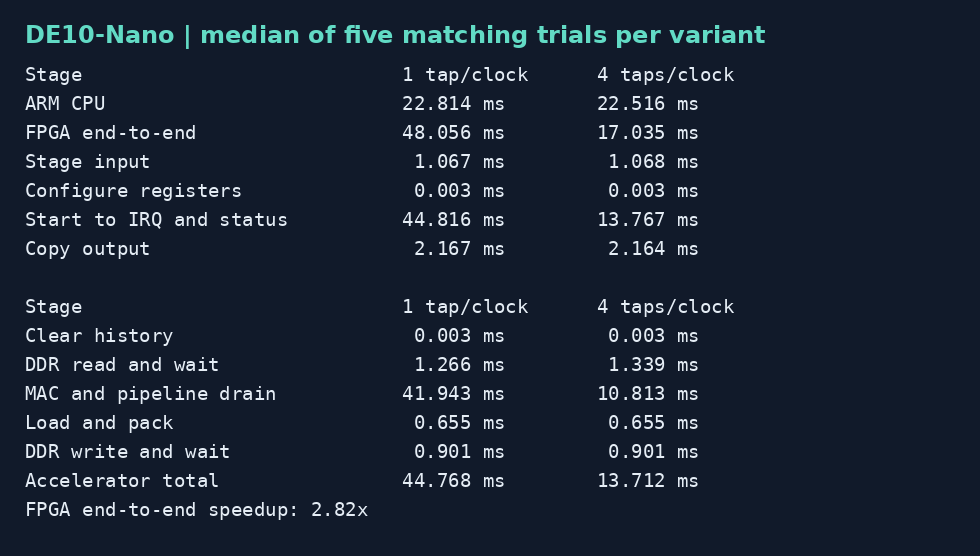 DE10-Nano | median of five matching trials per variant
Stage 1 tap/clock 4 taps/clock
ARM CPU 22.814 ms 22.516 ms
FPGA end-to-end 48.056 ms 17.035 ms
Stage input 1.067 ms 1.068 ms
Configure registers 0.003 ms 0.003 ms
Start to IRQ and status 44.816 ms 13.767 ms
Copy output 2.167 ms 2.164 ms
Stage 1 tap/clock 4 taps/clock
Clear history 0.003 ms 0.003 ms
DDR read and wait 1.266 ms 1.339 ms
MAC and pipeline drain 41.943 ms 10.813 ms
Load and pack 0.655 ms 0.655 ms
DDR write and wait 0.901 ms 0.901 ms
Accelerator total 44.768 ms 13.712 ms
FPGA end-to-end speedup: 2.82x